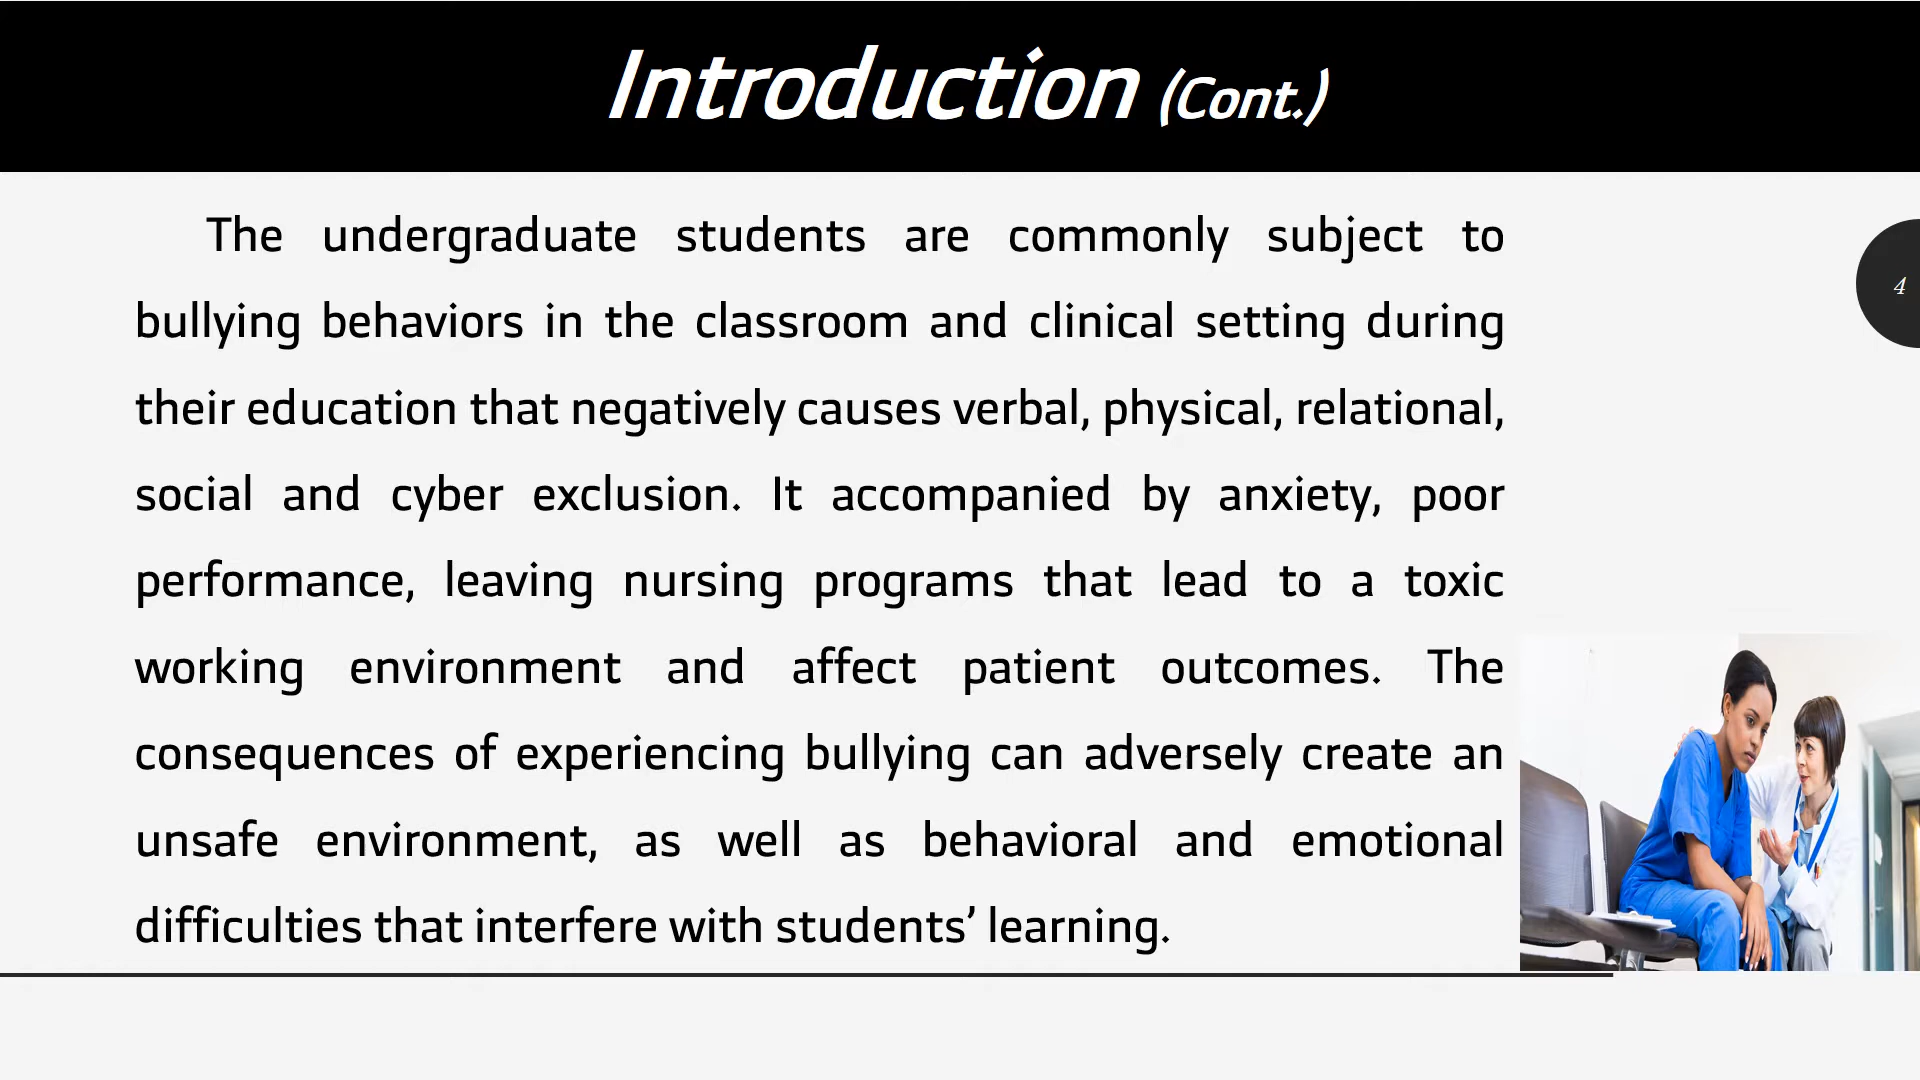 Introduction (Cont.)
The undergraduate students are commonly subject to
bullying behaviors in the classroom and clinical setting during
their education that negatively causes verbal, physical, relational,
social and cyber exclusion. It accompanied by anxiety, poor
performance, leaving nursing programs that lead to a toxic
working environment and affect patient outcomes. The
consequences of experiencing bullying can adversely create an
unsafe environment, as well as behavioral and emotional
difficulties that interfere with students’ learning.
4